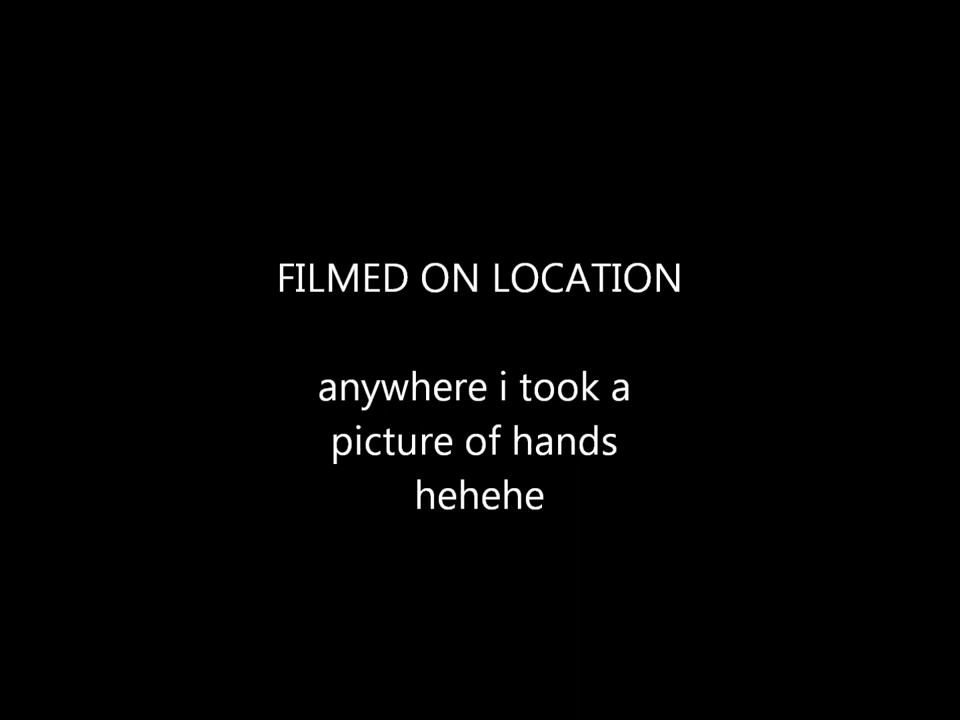 FILMED ON LOCATION
anywhere i took a
picture of hands
hehehe